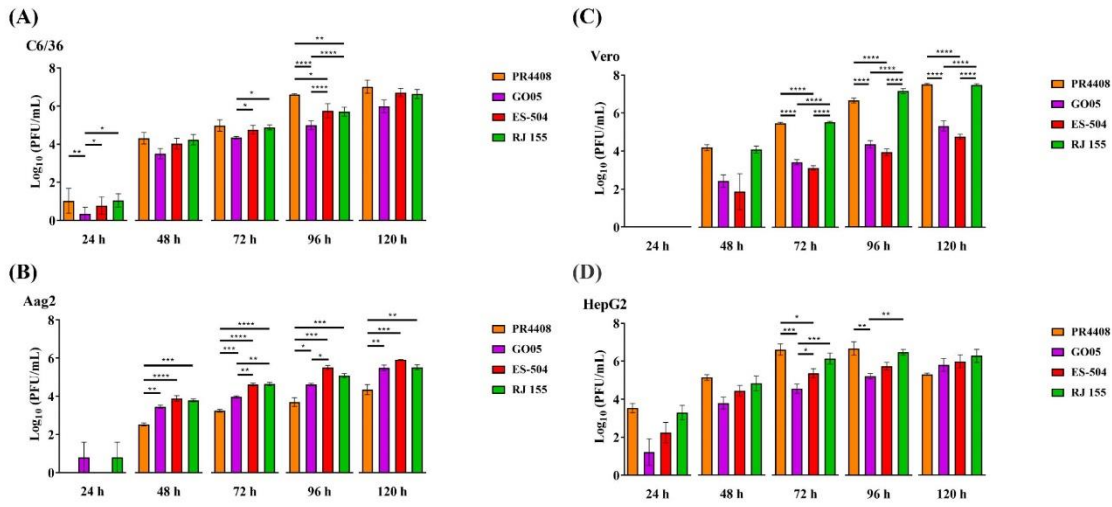 (A)
C6/36
Log10 (PFU/mL)
8
6
4
2
0
** * * * * ** **** * **** ****
24 h 48 h 72 h 96 h 120 h
PR4408
GO05
ES-504
RJ 155
(B)
Aag2
Log10 (PFU/mL)
8
6
4
2
0
*** **** ** **** **** *** ** ** *** *** * * ** *** **
24 h 48 h 72 h 96 h 120 h
PR4408
GO05
ES-504
RJ 155
(C)
Vero
Log10 (PFU/mL)
8
6
4
2
0
**** **** **** **** **** **** **** **** **** **** **** ****
24 h 48 h 72 h 96 h 120 h
PR4408
GO05
ES-504
RJ 155
(D)
HepG2
Log10 (PFU/mL)
8
6
4
2
0
* *** *** * ** **
24 h 48 h 72 h 96 h 120 h
PR4408
GO05
ES-504
RJ 155